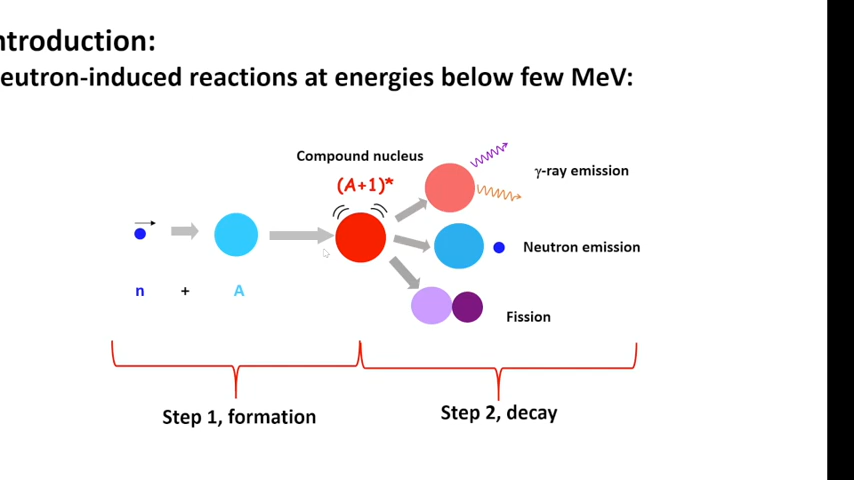 ntroduction:
eutron-induced reactions at energies below few MeV:
Compound nucleus
(A+1)*
γ-ray emission
Neutron emission
n + A
Fission
Step 1, formation
Step 2, decay